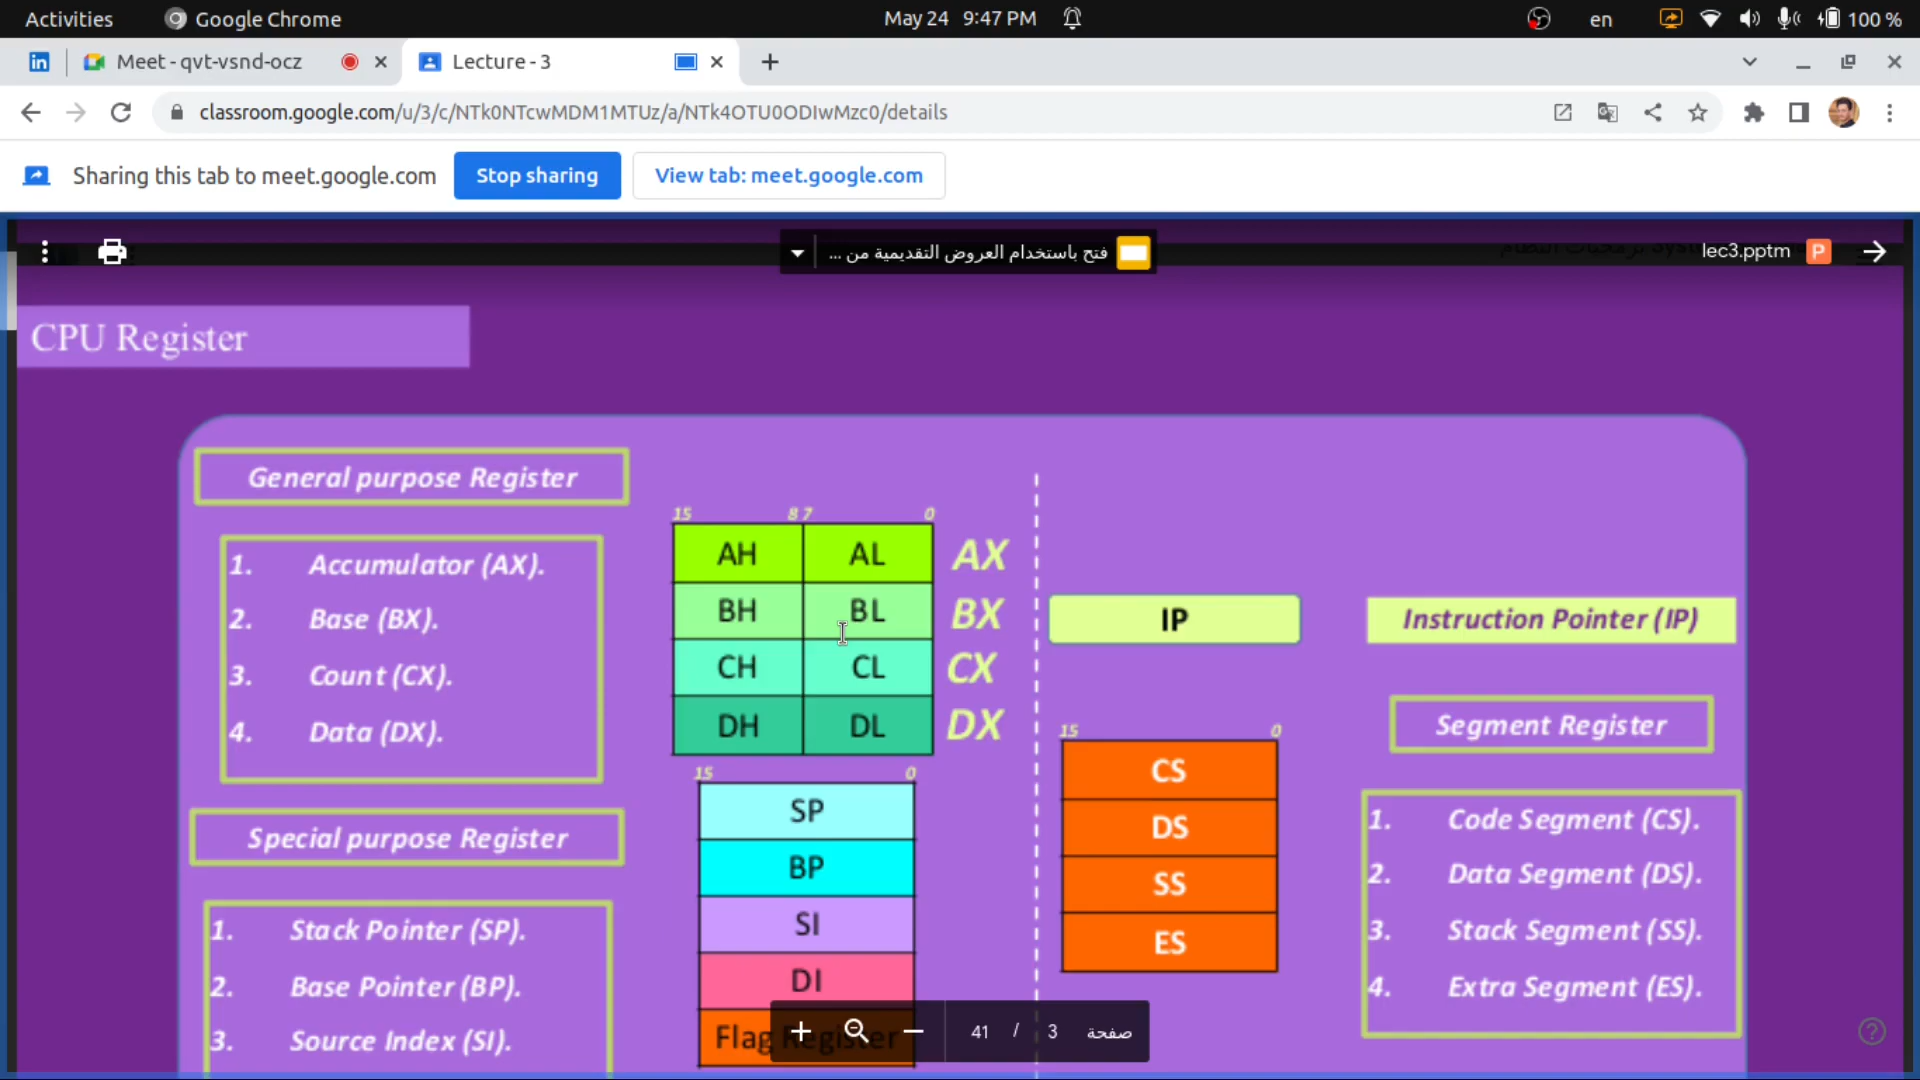 Activities
Google Chrome
May 24 9:47 PM
en
100 %
Meet - qvt-vsnd-ocz
Lecture - 3
classroom.google.com/u/3/c/NTk0NTcwMDM1MTUz/a/NTk4OTU0ODIwMzc0/details
Sharing this tab to meet.google.com
Stop sharing
View tab: meet.google.com
فتح باستخدام العروض التقديمية من ...
lec3.pptm
P
CPU Register
General purpose Register
1. Accumulator (AX).
2. Base (BX).
3. Count (CX).
4. Data (DX).
15 8 7 0
AH AL AX
BH BL BX
CH CL CX
DH DL DX
Special purpose Register
1. Stack Pointer (SP).
2. Base Pointer (BP).
3. Source Index (SI).
15 0
SP
BP
SI
DI
Flag Register
IP
Instruction Pointer (IP)
Segment Register
15 0
CS
DS
SS
ES
1. Code Segment (CS).
2. Data Segment (DS).
3. Stack Segment (SS).
4. Extra Segment (ES).
صفحة 3 / 41